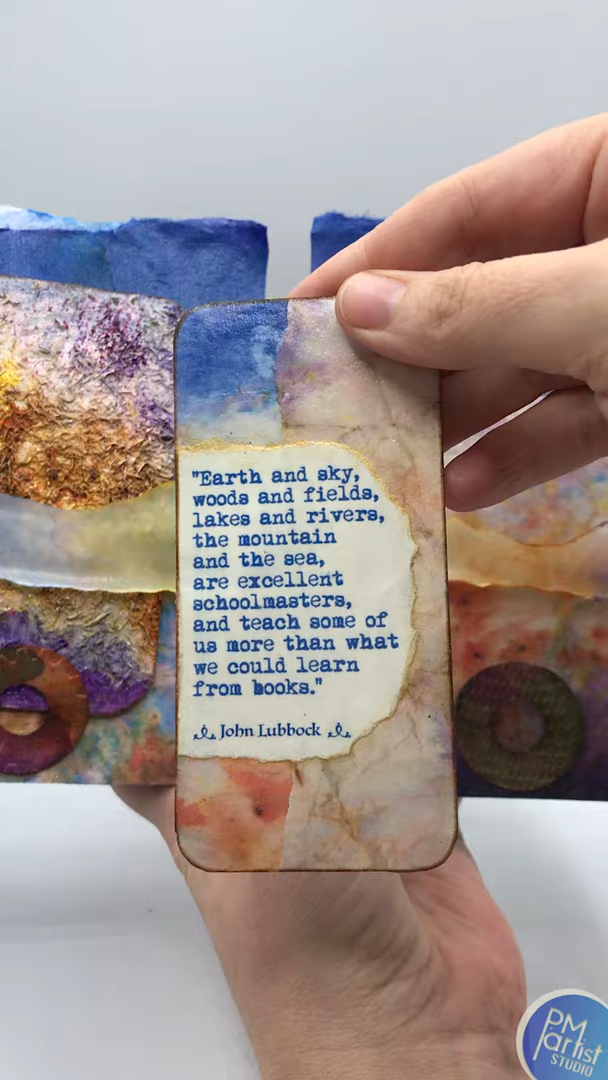 "Earth and sky,
woods and fields,
lakes and rivers,
the mountain
and the sea,
are excellent
schoolmasters,
and teach some of
us more than what
we could learn
from books."
John Lubbock
PM
artist
STUDIO